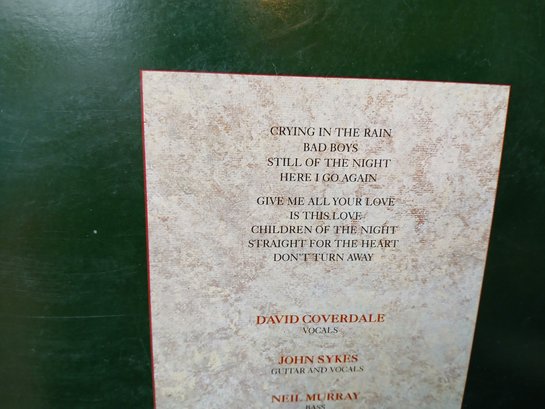 CRYING IN THE RAIN
BAD BOYS
STILL OF THE NIGHT
HERE I GO AGAIN
GIVE ME ALL YOUR LOVE
IS THIS LOVE
CHILDREN OF THE NIGHT
STRAIGHT FOR THE HEART
DON'T TURN AWAY
DAVID COVERDALE
VOCALS
JOHN SYKES
GUITAR AND VOCALS
NEIL MURRAY
BASS